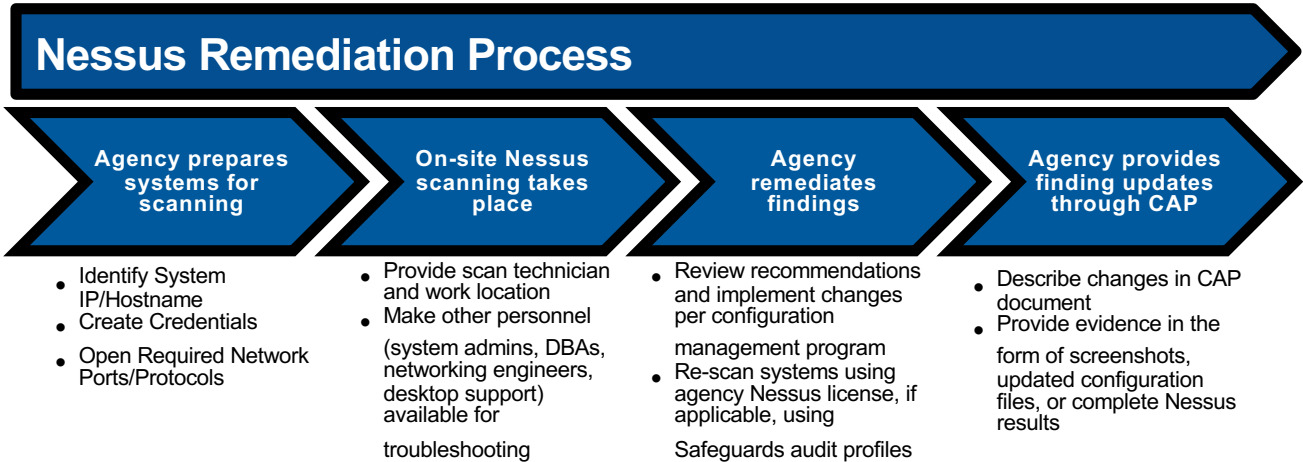 Nessus Remediation Process
Agency prepares
systems for
scanning
On-site Nessus
scanning takes
place
Agency
remediates
findings
Agency provides
finding updates
through CAP
• Identify System
IP/Hostname
• Create Credentials
• Open Required Network
Ports/Protocols
• Provide scan technician
and work location
• Make other personnel
(system admins, DBAs,
networking engineers,
desktop support)
available for
troubleshooting
• Review recommendations
and implement changes
per configuration
management program
• Re-scan systems using
agency Nessus license, if
applicable, using
Safeguards audit profiles
• Describe changes in CAP
document
• Provide evidence in the
form of screenshots,
updated configuration
files, or complete Nessus
results